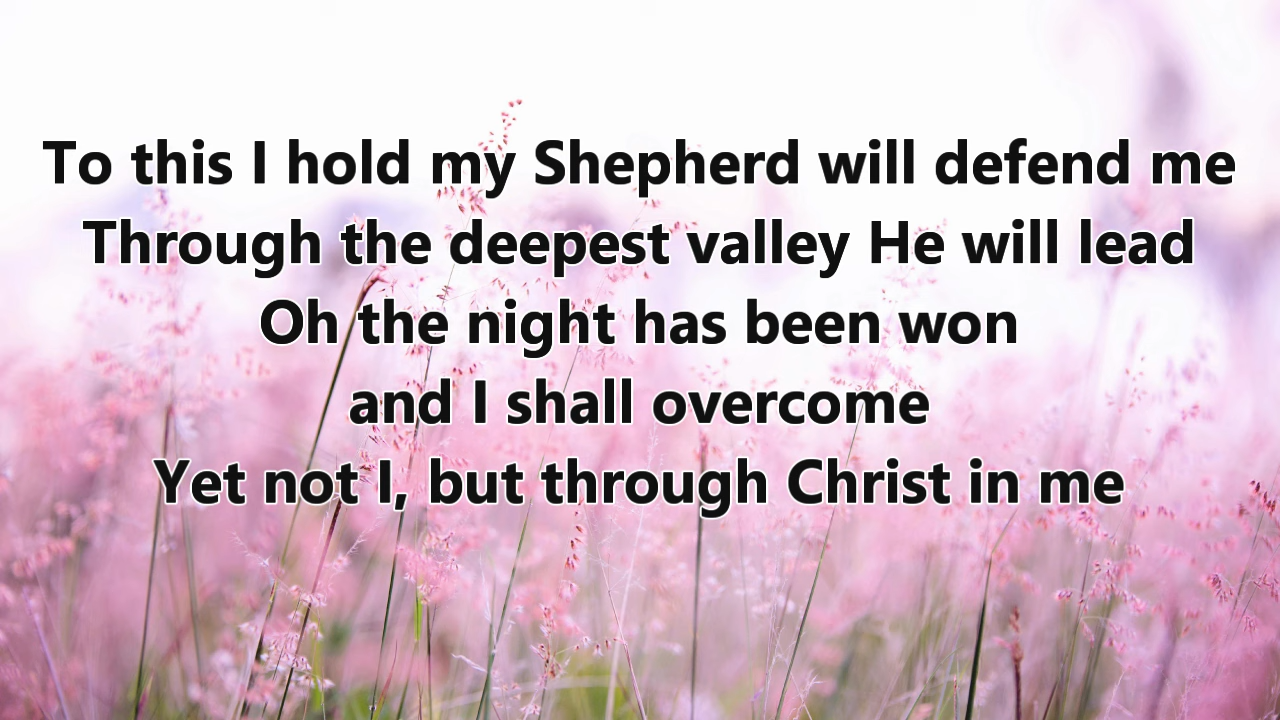 To this I hold my Shepherd will defend me
Through the deepest valley He will lead
Oh the night has been won
and I shall overcome
Yet not I, but through Christ in me